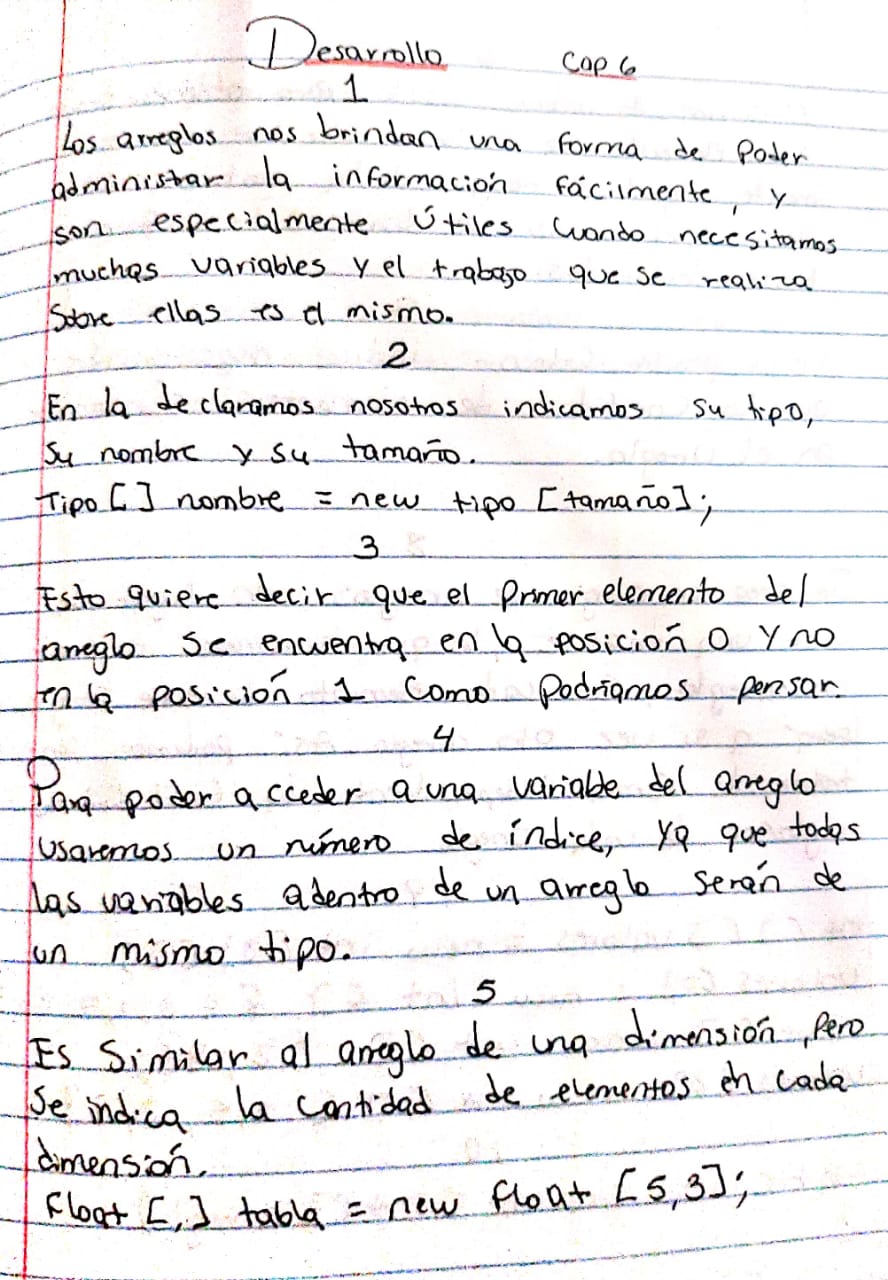 Desarrollo Cap 6
1
Los arreglos nos brindan una forma de Poder
administrar la información fácilmente, y
son especialmente útiles cuando necesitamos
muchas variables y el trabajo que se realiza
Sobre ellas es el mismo.
2
En la declaramos nosotros indicamos su tipo,
Su nombre y su tamaño.
Tipo [] nombre = new tipo [tamaño];
3
Esto quiere decir que el Primer elemento del
arreglo Se encuentra en la posición 0 y no
en la posición 1 Como Podríamos pensar.
4
Para poder acceder a una variable del arreglo
Usaremos un número de índice, ya que todas
las variables adentro de un arreglo serán de
un mismo tipo.
5
Es Similar al arreglo de una dimensión, Pero
Se indica la cantidad de elementos en cada
dimensión.
Float [,] tabla = new float [5,3];